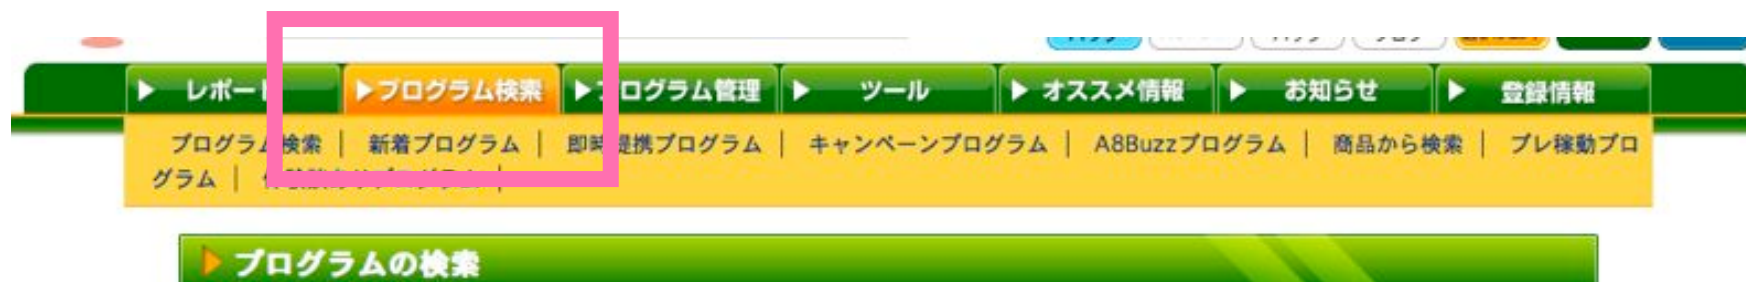 レポート プログラム検索 プログラム管理 ツール オススメ情報 お知らせ 登録情報
プログラム検索 | 新着プログラム | 即時提携プログラム | キャンペーンプログラム | A8Buzzプログラム | 商品から検索 | プレ稼動プロ
グラム |
プログラムの検索